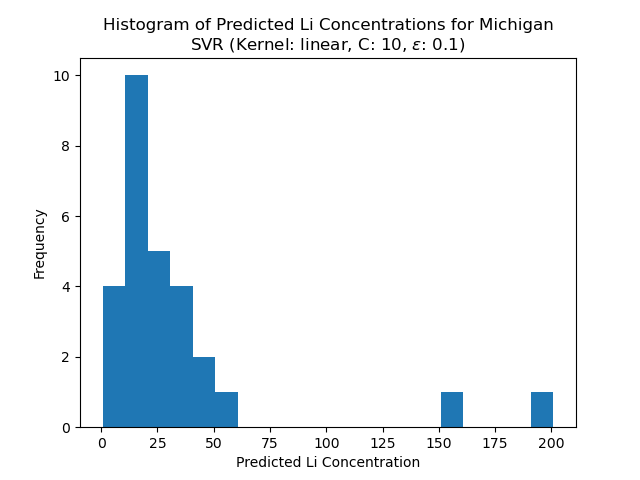 Histogram of Predicted Li Concentrations for Michigan
SVR (Kernel: linear, C: 10, ε: 0.1)
10
8
6
4
2
0
Frequency
0 25 50 75 100 125 150 175 200
Predicted Li Concentration